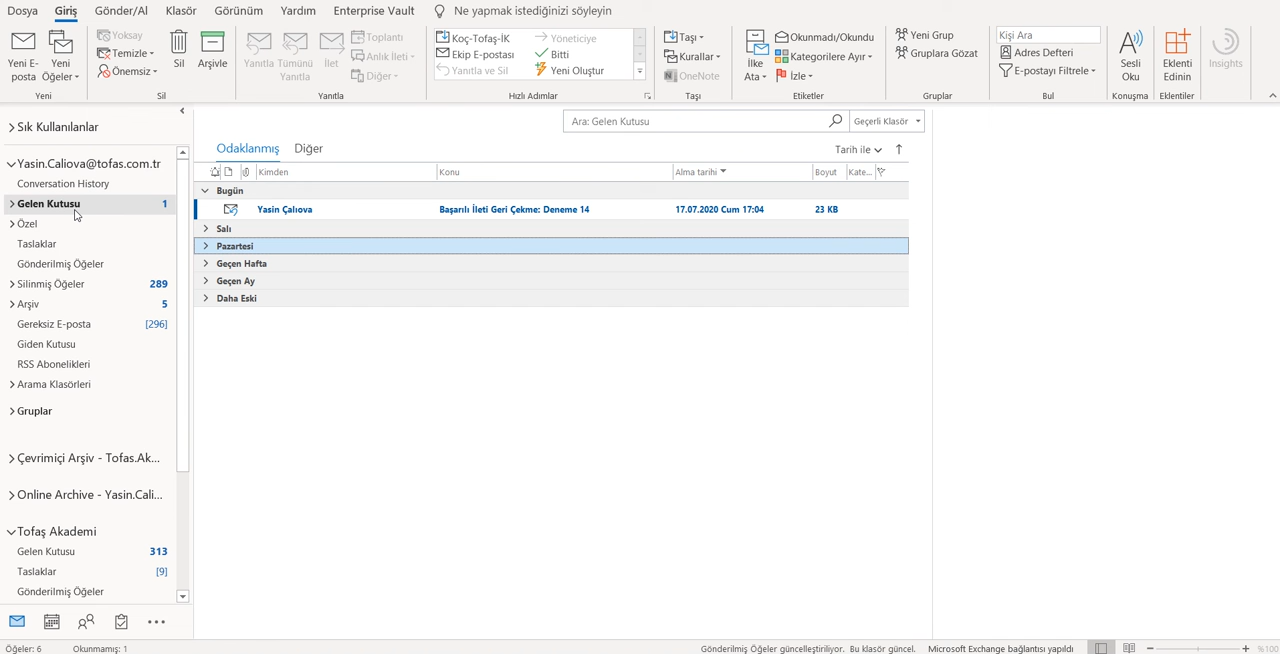 Dosya Giriş Gönder/Al Klasör Görünüm Yardım Enterprise Vault Ne yapmak istediğinizi söyleyin
Yeni E-posta
Yeni Öğeler
Yeni
Yoksay
Temizle
Önemsiz
Sil
Arşivle
Sil
Yanıtla
Tümünü Yanıtla
İlet
Toplantı
Anlık İleti
Diğer
Yanıtla
Koç-Tofaş-İK
Ekip E-postası
Yanıtla ve Sil
Yöneticiye
Bitti
Yeni Oluştur
Hızlı Adımlar
Taşı
Kurallar
OneNote
Taşı
İlke Ata
Okunmadı/Okundu
Kategorilere Ayır
İzle
Etiketler
Yeni Grup
Gruplara Gözat
Gruplar
Kişi Ara
Adres Defteri
E-postayı Filtrele
Bul
Sesli Oku
Konuşma
Eklenti Edinin
Eklentiler
Insights
Sık Kullanılanlar
Yasin.Caliova@tofas.com.tr
Conversation History
Gelen Kutusu 1
Özel
Taslaklar
Gönderilmiş Öğeler
Silinmiş Öğeler 289
Arşiv 5
Gereksiz E-posta [296]
Giden Kutusu
RSS Abonelikleri
Arama Klasörleri
Gruplar
Çevrimiçi Arşiv - Tofas.Ak...
Online Archive - Yasin.Cali...
Tofaş Akademi
Gelen Kutusu 313
Taslaklar [9]
Gönderilmiş Öğeler
Ara: Gelen Kutusu Geçerli Klasör
Odaklanmış Diğer Tarih ile
Kimden Konu Alma tarihi Boyut Kate...
Bugün
Yasin Çalıova Başarılı İleti Geri Çekme: Deneme 14 17.07.2020 Cum 17:04 23 KB
Salı
Pazartesi
Geçen Hafta
Geçen Ay
Daha Eski
Öğeler: 6 Okunmamış: 1 Gönderilmiş Öğeler güncelleştiriliyor. Bu klasör güncel. Microsoft Exchange bağlantısı yapıldı %100